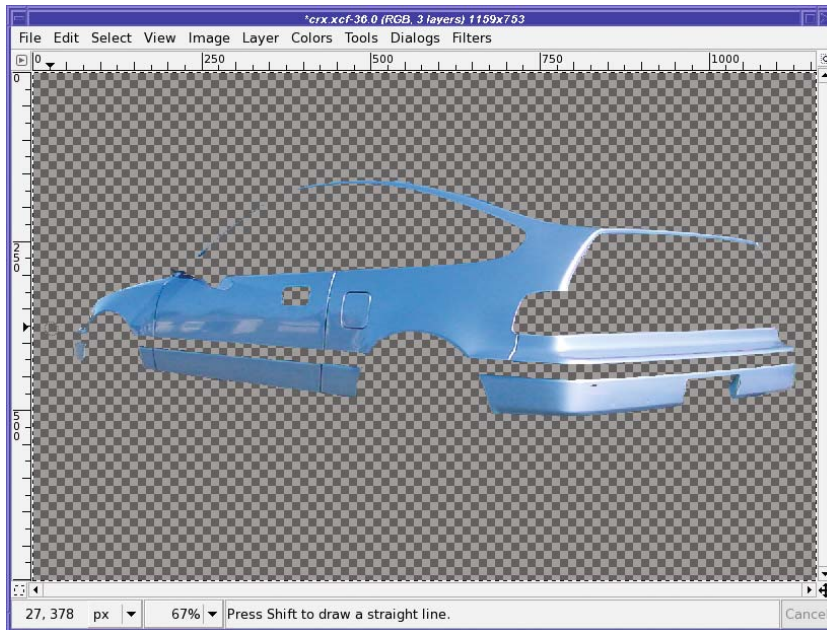 *crx.xcf-36.0 (RGB, 3 layers) 1159x753
File Edit Select View Image Layer Colors Tools Dialogs Filters
0 250 500 750 1000
0
250
500
27, 378 px 67% Press Shift to draw a straight line. Cancel